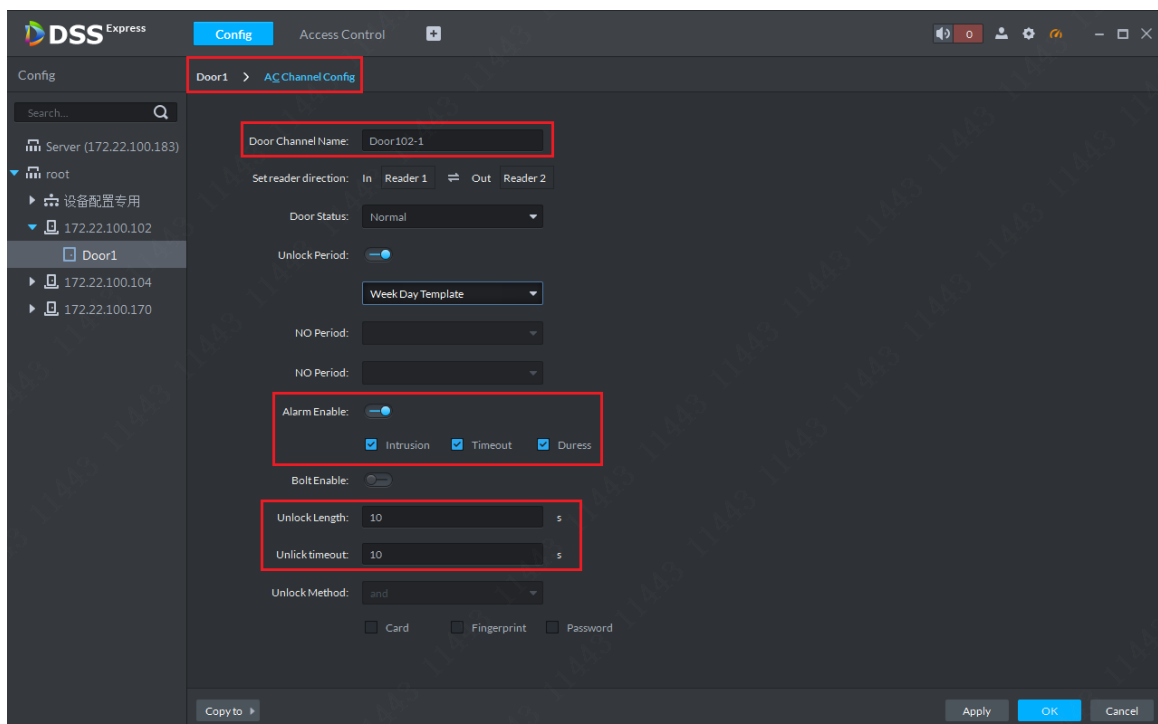 DSS Express Config Access Control + 0
Config Door1 > AC Channel Config
Search...
Server (172.22.100.183)
root
设备配置专用
172.22.100.102
Door1
172.22.100.104
172.22.100.170
Door Channel Name: Door102-1
Set reader direction: In Reader 1 ⇌ Out Reader 2
Door Status: Normal
Unlock Period:
Week Day Template
NO Period:
NO Period:
Alarm Enable:
Intrusion Timeout Duress
Bolt Enable:
Unlock Length: 10 s
Unlick timeout: 10 s
Unlock Method: and
Card Fingerprint Password
Copy to Apply OK Cancel
11443 11443 11443